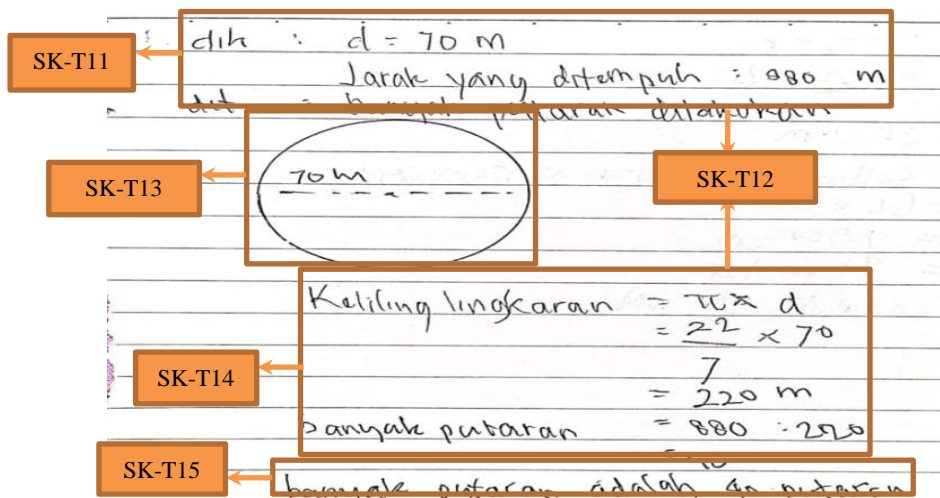 SK-T11
dik : d = 70 m
Jarak yang ditempuh : 880 m
dit : banyak putaran dilakukan
SK-T13
70 m
SK-T12
Keliling lingkaran = π x d
= 22/7 x 70
SK-T14
= 220 m
banyak putaran = 880 : 220
SK-T15
banyak putaran adalah putaran